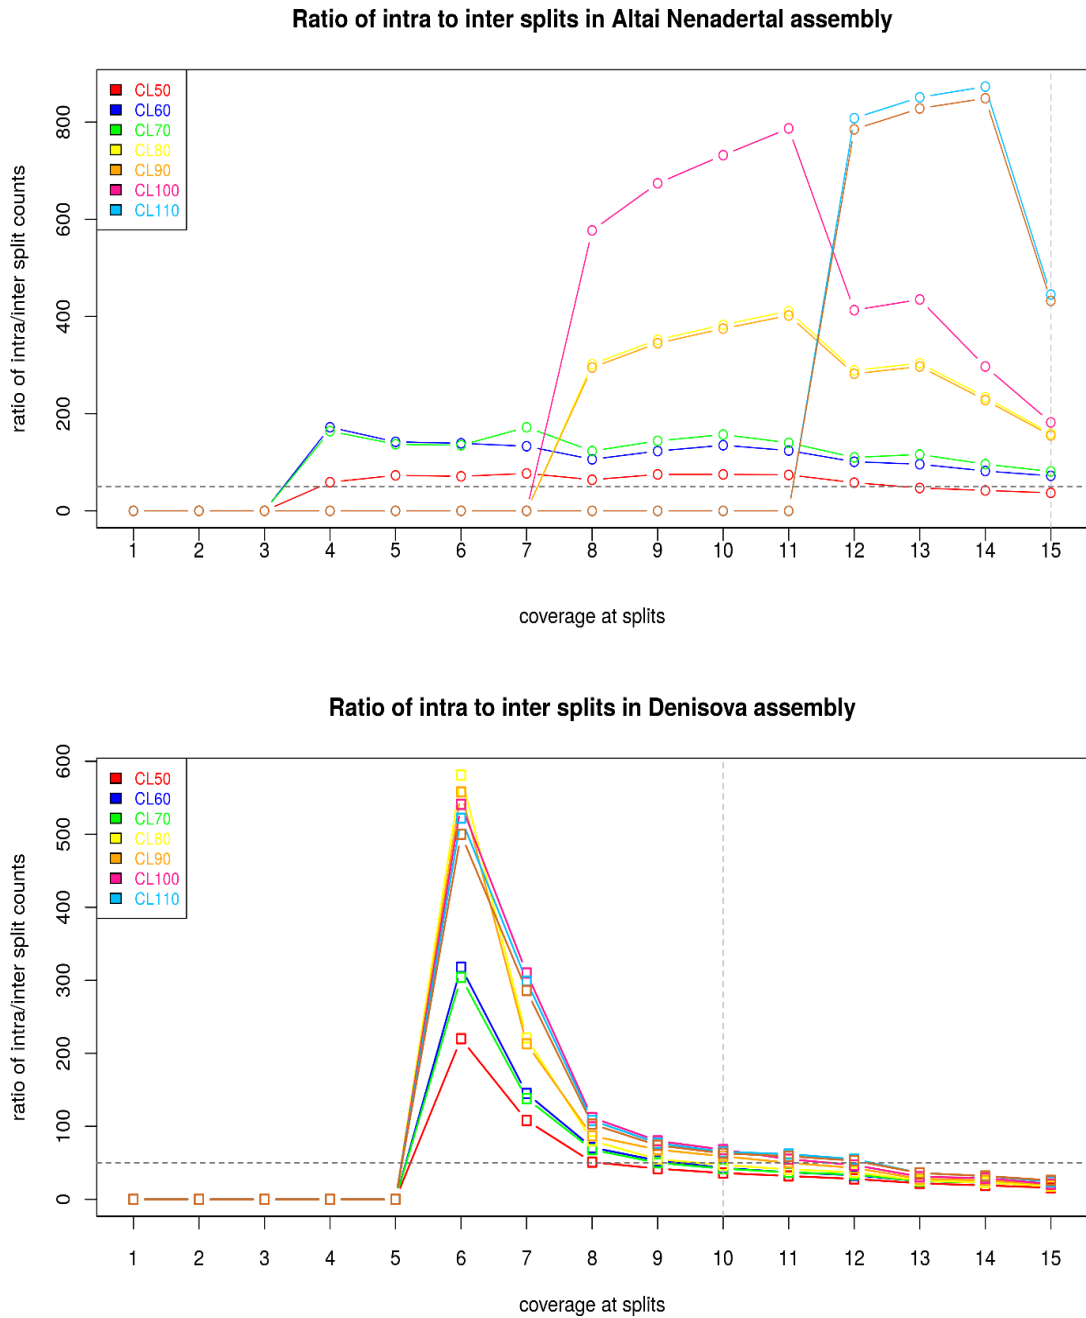 Ratio of intra to inter splits in Altai Nenadertal assembly
ratio of intra/inter split counts
800
600
400
200
0
CL50
CL60
CL70
CL80
CL90
CL100
CL110
1 2 3 4 5 6 7 8 9 10 11 12 13 14 15
coverage at splits
Ratio of intra to inter splits in Denisova assembly
ratio of intra/inter split counts
600
500
400
300
200
100
0
CL50
CL60
CL70
CL80
CL90
CL100
CL110
1 2 3 4 5 6 7 8 9 10 11 12 13 14 15
coverage at splits